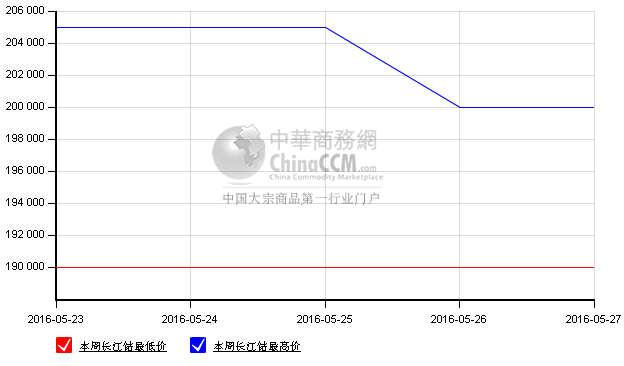 206 000
204 000
202 000
200 000
198 000
196 000
194 000
192 000
190 000
中華商務網
ChinaCCM.com
China Commodity Marketplace
中国大宗商品第一行业门户
2016-05-23
2016-05-24
2016-05-25
2016-05-26
2016-05-27
本周长江钴最低价
本周长江钴最高价